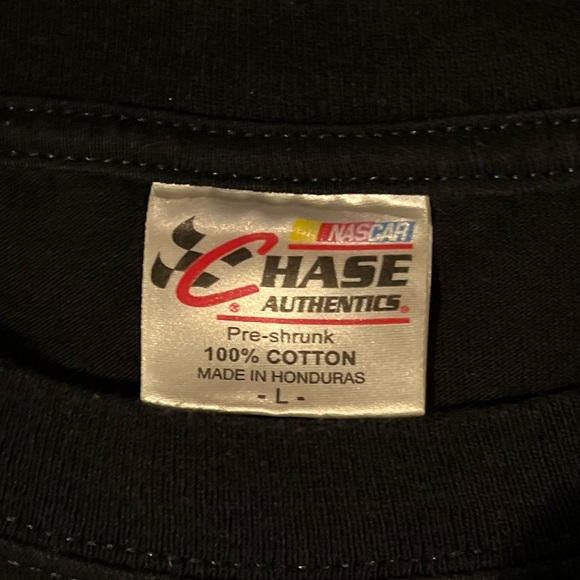 NASCAR
CHASE
AUTHENTICS®
Pre-shrunk
100% COTTON
MADE IN HONDURAS
- L -